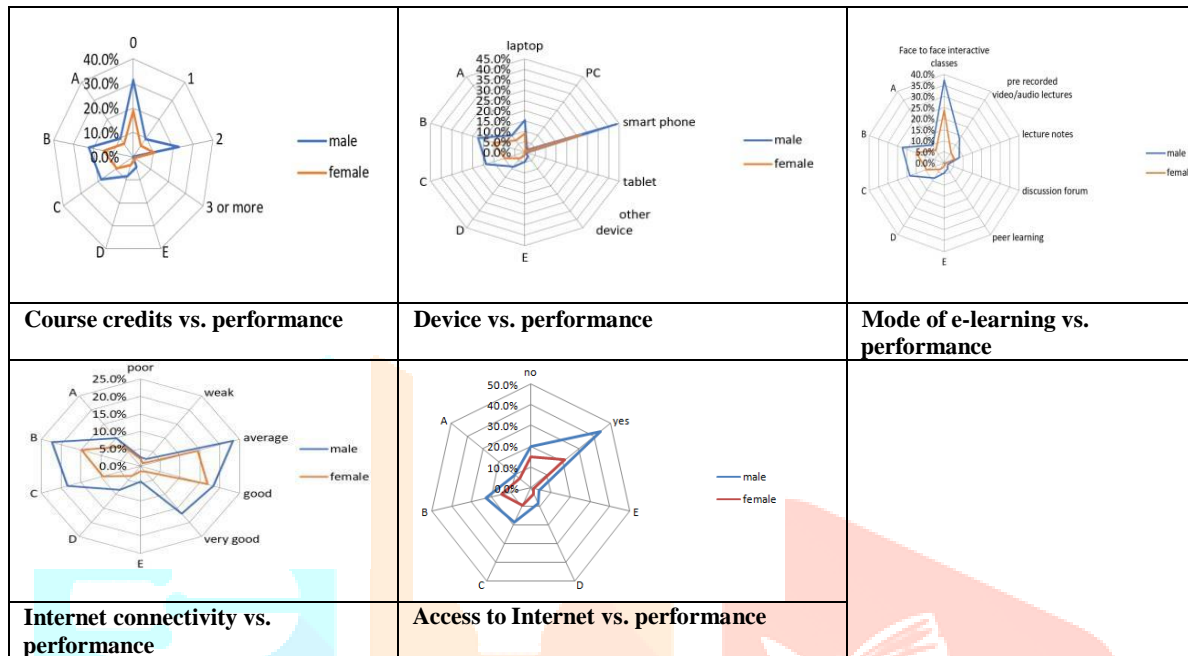 0
40.0%
30.0%
20.0%
10.0%
0.0%
A
1
B
2
C
3 or more
D
E
male
female
laptop
45.0%
40.0%
35.0%
30.0%
25.0%
20.0%
15.0%
10.0%
5.0%
0.0%
A
PC
B
smart phone
C
tablet
D
other
device
E
male
female
Face to face interactive
classes
40.0%
35.0%
30.0%
25.0%
20.0%
15.0%
10.0%
5.0%
0.0%
A
pre recorded
video/audio lectures
B
lecture notes
C
discussion forum
D
peer learning
E
male
fema
Course credits vs. performance
Device vs. performance
Mode of e-learning vs.
performance
poor
25.0%
20.0%
15.0%
10.0%
5.0%
0.0%
A
weak
B
average
C
good
D
very good
E
male
female
no
50.0%
40.0%
30.0%
20.0%
10.0%
0.0%
A
yes
B
E
C
D
male
female
Internet connectivity vs.
performance
Access to Internet vs. performance